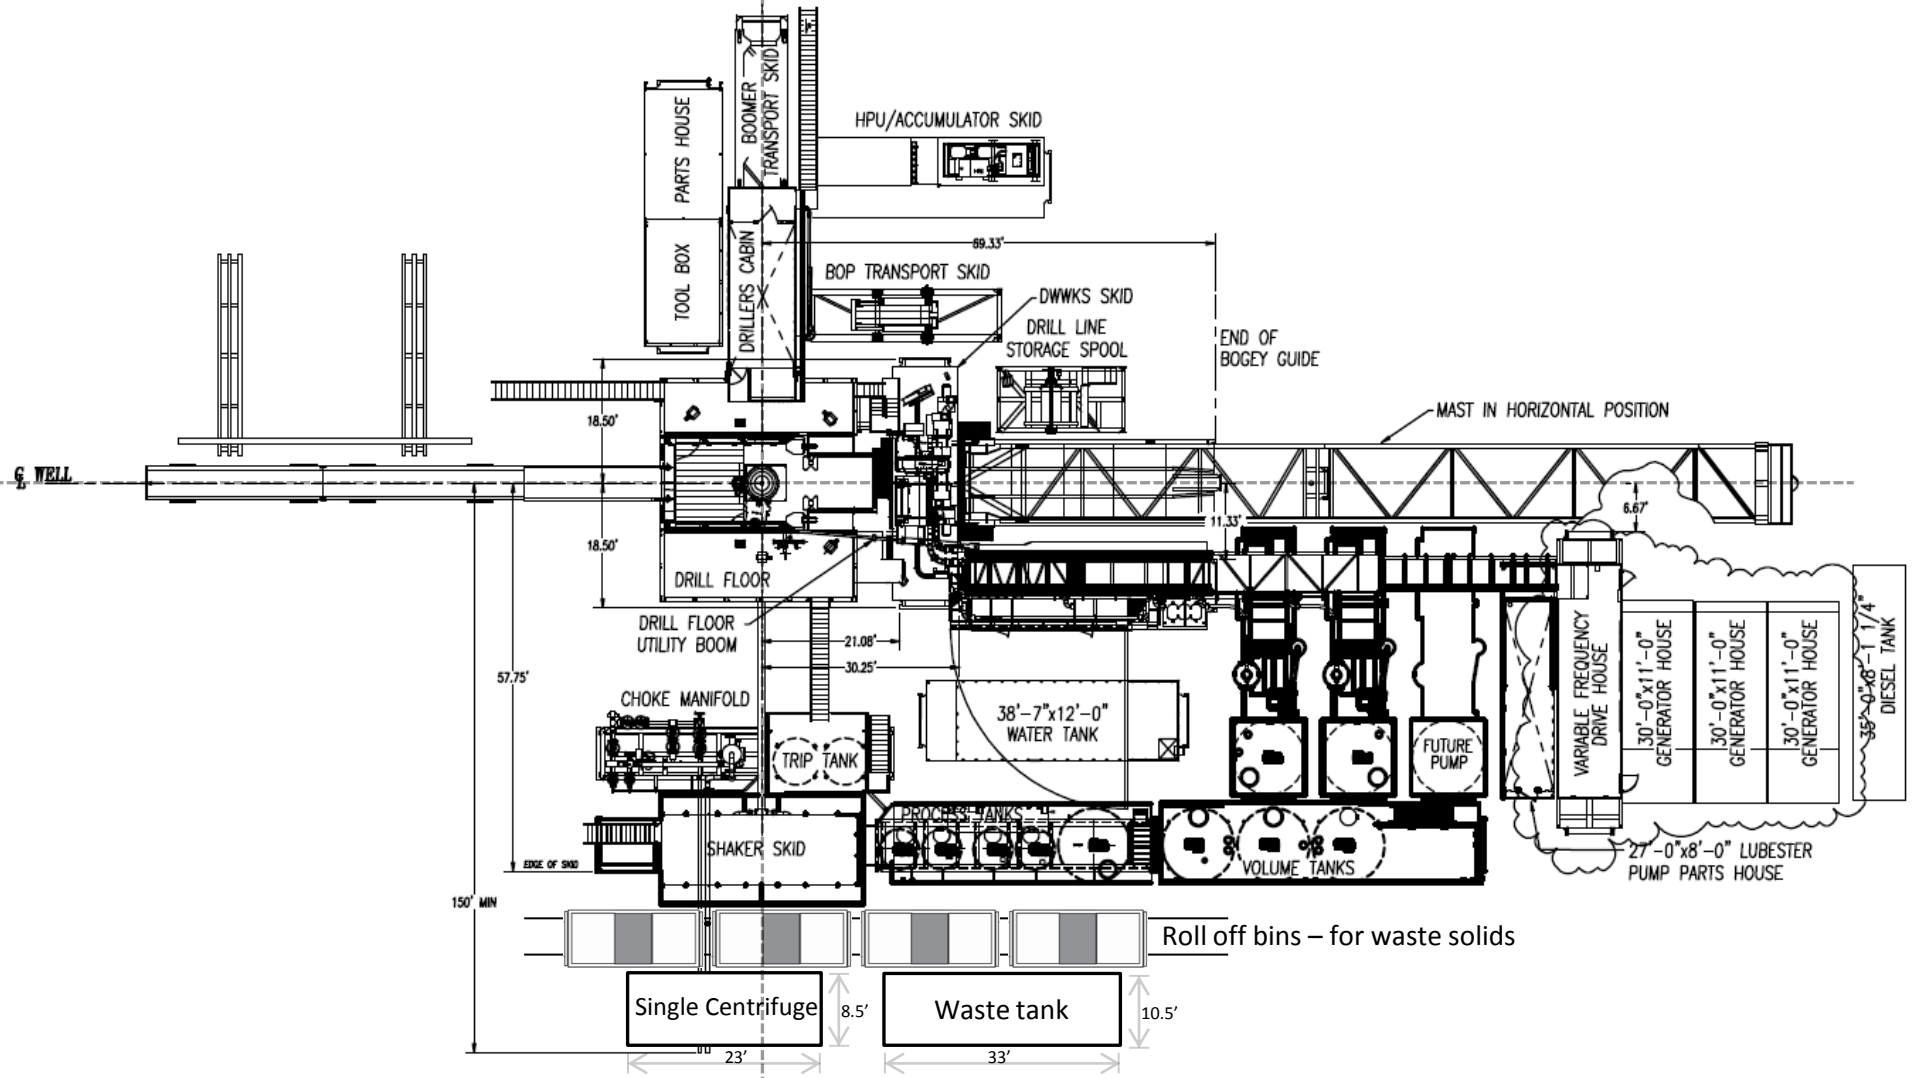 BOOMER
TRANSPORT SKID
PARTS HOUSE
HPU/ACCUMULATOR SKID
TOOL BOX
DRILLERS CABIN
69.33'
BOP TRANSPORT SKID
DWWKS SKID
DRILL LINE
STORAGE SPOOL
END OF
BOGEY GUIDE
MAST IN HORIZONTAL POSITION
18.50'
WELL
11.33'
6.67'
18.50'
DRILL FLOOR
DRILL FLOOR
UTILITY BOOM
21.08'
30.25'
57.75'
CHOKE MANIFOLD
38'-7"x12'-0"
WATER TANK
TRIP TANK
FUTURE
PUMP
VARIABLE FREQUENCY
DRIVE HOUSE
30'-0"x11'-0"
GENERATOR HOUSE
30'-0"x11'-0"
GENERATOR HOUSE
30'-0"x11'-0"
GENERATOR HOUSE
35'-0"x8'-1 1/4"
DIESEL TANK
PROCESS TANKS
SHAKER SKID
EDGE OF SKID
VOLUME TANKS
27'-0"x8'-0" LUBESTER
PUMP PARTS HOUSE
150' MIN
Roll off bins – for waste solids
Single Centrifuge
8.5'
Waste tank
10.5'
23'
33'